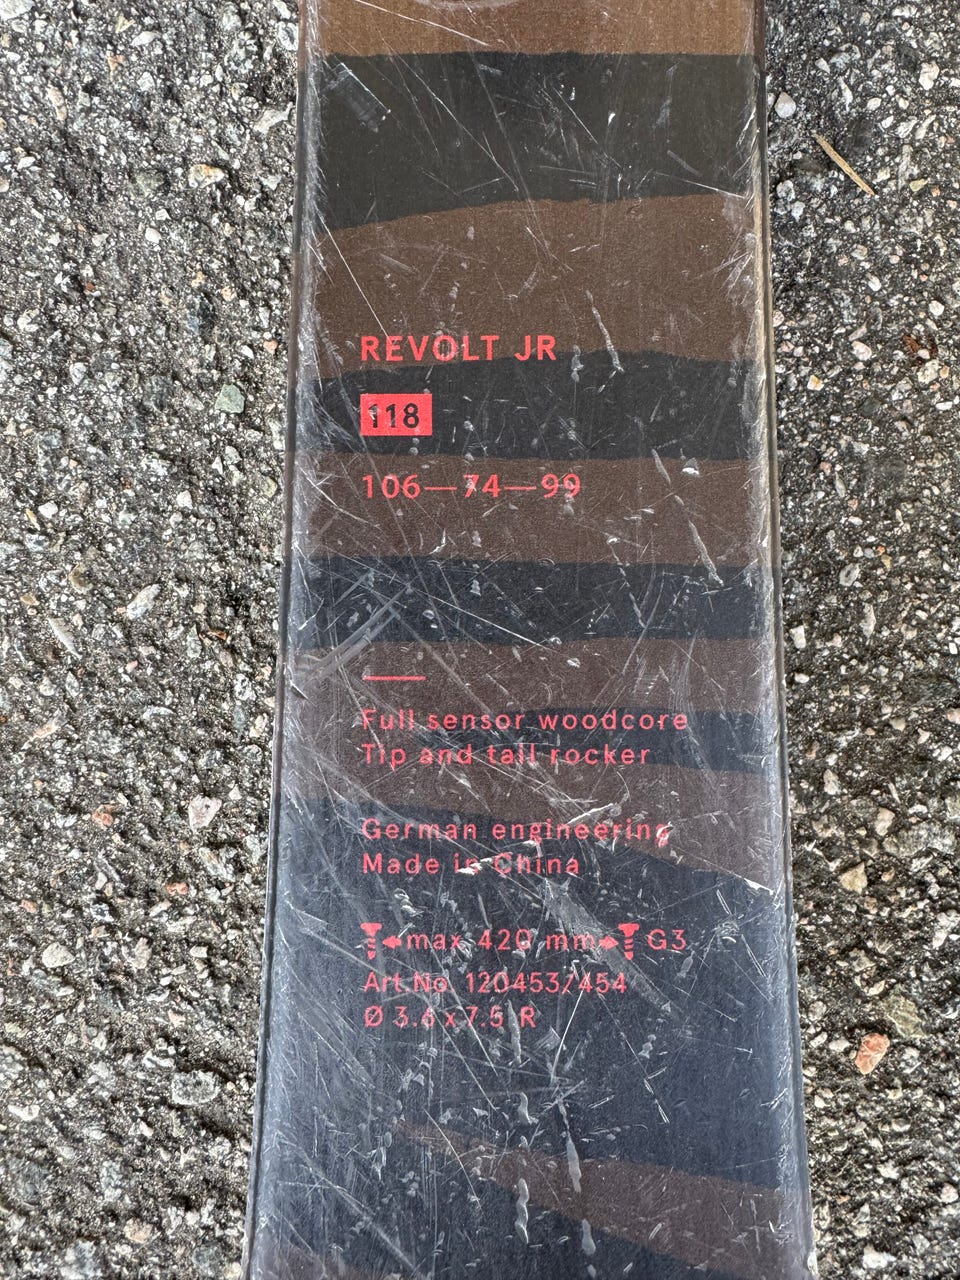 REVOLT JR
118
106—74—99
Full sensor woodcore
Tip and tail rocker
German engineering
Made in China
max 420 mm G3
Art.No. 120453/454
Ø 3.6 x 7.5 R